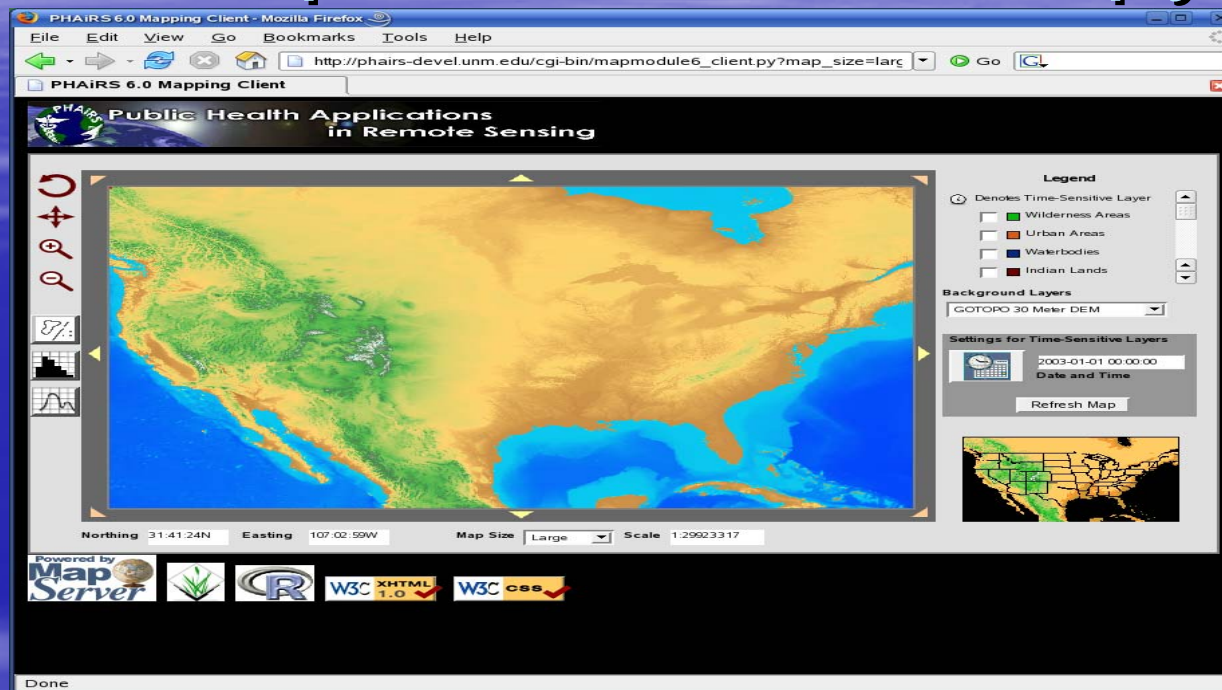 PHAiRS 6.0 Mapping Client - Mozilla Firefox
File Edit View Go Bookmarks Tools Help
http://phairs-devel.unm.edu/cgi-bin/mapmodule6_client.py?map_size=larg Go
PHAiRS 6.0 Mapping Client
PHAiRS Public Health Applications
in Remote Sensing
Legend
Denotes Time-Sensitive Layer
Wilderness Areas
Urban Areas
Waterbodies
Indian Lands
Background Layers
GOTOPO 30 Meter DEM
Settings for Time-Sensitive Layers
2003-01-01 00:00:00
Date and Time
Refresh Map
Northing 31:41:24N Easting 107:02:59W Map Size Large Scale 1:29923317
Powered by
Map
Server
R
W3C XHTML 1.0
W3C css
Done